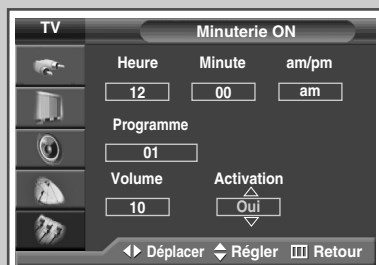 TV
Minuterie ON
Heure Minute am/pm
12 00 am
Programme
01
Volume Activation
10 Oui
Déplacer Régler Retour